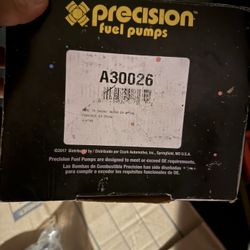 precision
fuel pumps
A30026
©2017 Distributed by / Distribuido por Ozark Automotive, Inc., Springfield, MO U.S.A.
Precision Fuel Pumps are designed to meet or exceed OE requirements.
Las Bombas de Combustible Precision han sido diseñadas
para cumplir o exceder los requisitos funcionales de OE.